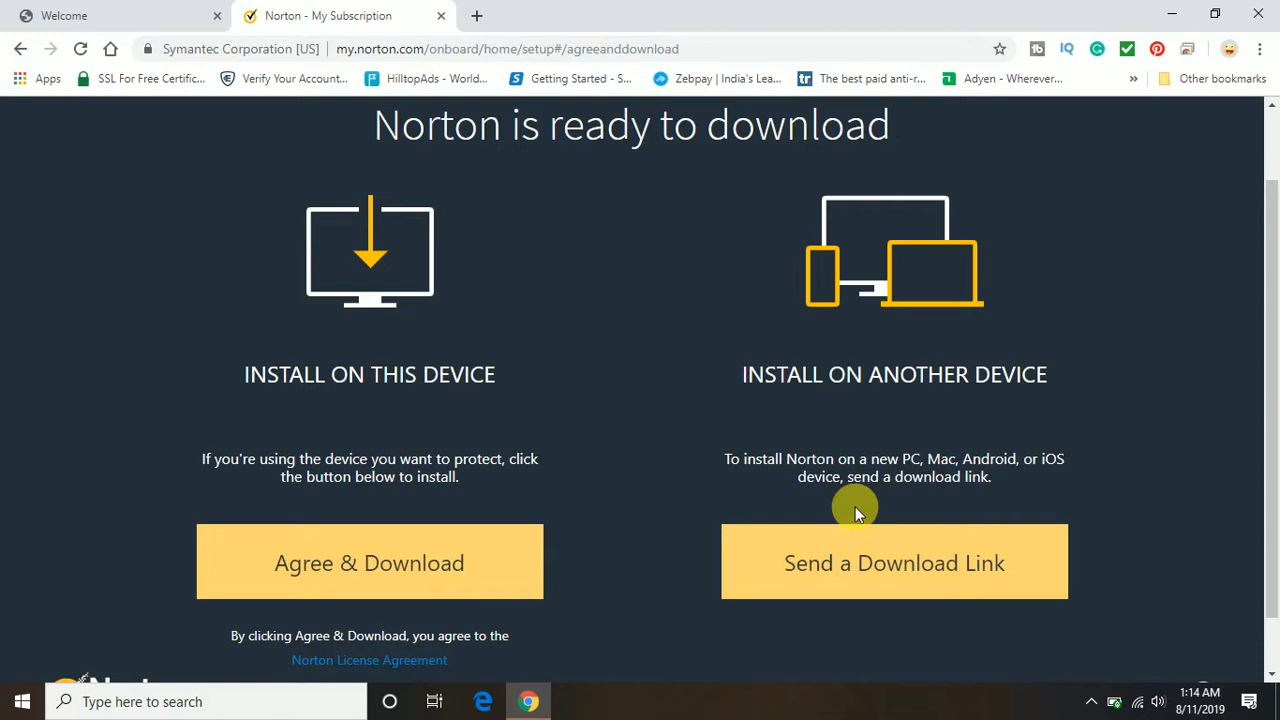 Welcome
Norton - My Subscription
Symantec Corporation [US]
my.norton.com/onboard/home/setup#/agreeanddownload
Apps
SSL For Free Certific...
Verify Your Account...
HilltopAds - World...
Getting Started - S...
Zebpay | India's Lea...
The best paid anti-r...
Adyen - Wherever...
Other bookmarks
Norton is ready to download
INSTALL ON THIS DEVICE
If you're using the device you want to protect, click
the button below to install.
Agree & Download
By clicking Agree & Download, you agree to the
Norton License Agreement
INSTALL ON ANOTHER DEVICE
To install Norton on a new PC, Mac, Android, or iOS
device, send a download link.
Send a Download Link
Type here to search
1:14 AM
8/11/2019